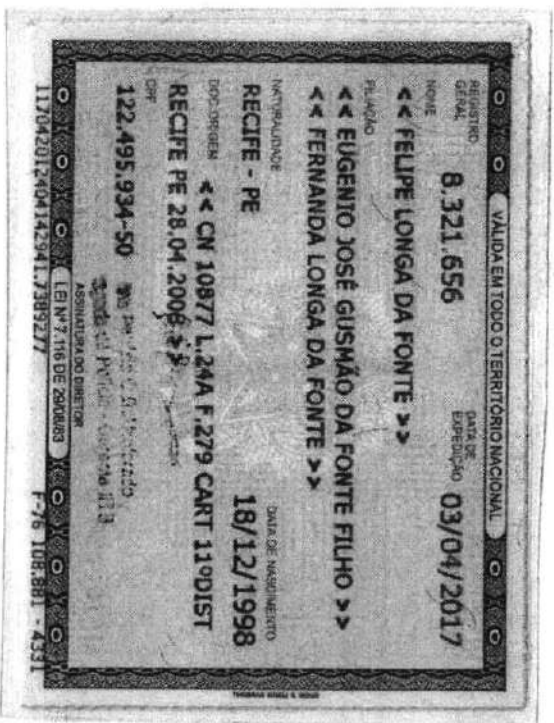 VÁLIDA EM TODO O TERRITÓRIO NACIONAL
REGISTRO GERAL 8.321.656 DATA DE EXPEDIÇÃO 03/04/2017
NOME
<< FELIPE LONGA DA FONTE >>
FILIAÇÃO
<< EUGENIO JOSÉ GUSMÃO DA FONTE FILHO >>
<< FERNANDA LONGA DA FONTE >>
NATURALIDADE DATA DE NASCIMENTO
RECIFE - PE 18/12/1998
DOC.ORIGEM << CN 10877 L.24A F.279 CART 11ºDIST
RECIFE PE 28.04.2008 >>
CPF
122.495.934-50
ASSINATURA DO DIRETOR
LEI Nº 7.116 DE 29/08/83
F-76 108.881 - 4331